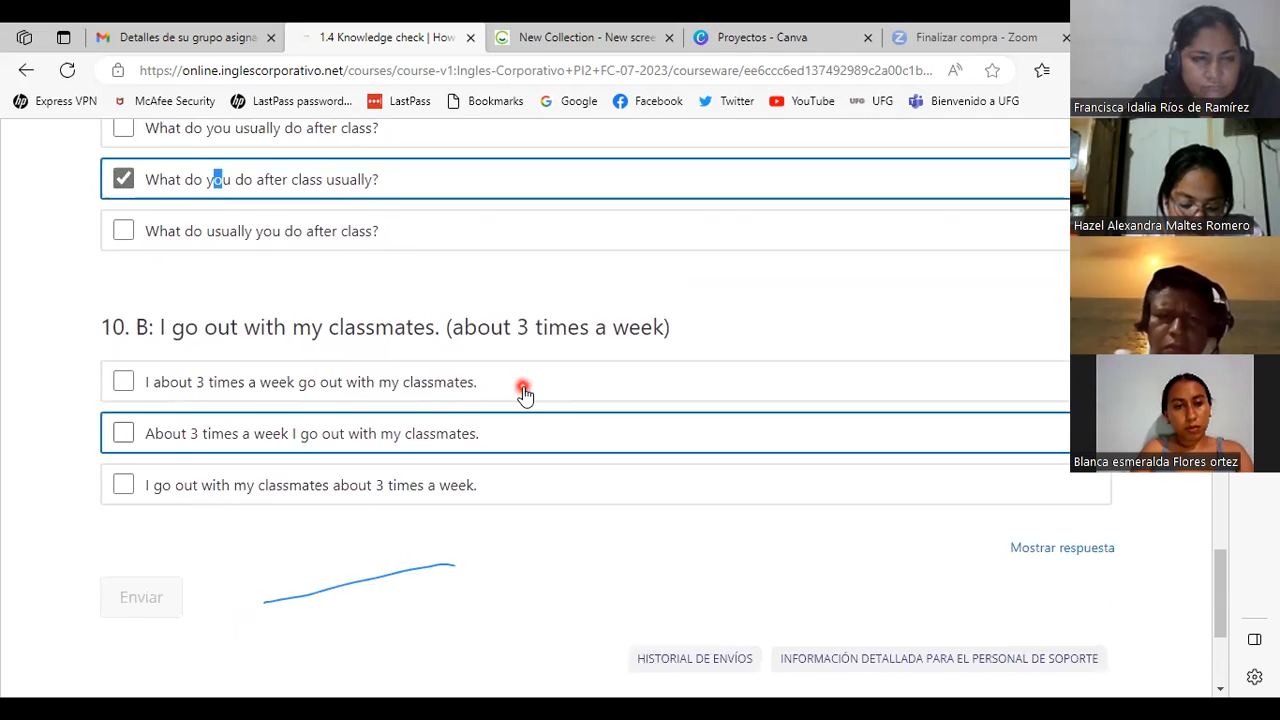 Detalles de su grupo asigna
1.4 Knowledge check | How
New Collection - New scree
Proyectos - Canva
Finalizar compra - Zoom
https://online.inglescorporativo.net/courses/course-v1:Ingles-Corporativo+PI2+FC-07-2023/courseware/ee6ccc6ed137492989c2a00c1b...
Express VPN
McAfee Security
LastPass password...
LastPass
Bookmarks
Google
Facebook
Twitter
YouTube
UFG
Bienvenido a UFG
What do you usually do after class?
What do you do after class usually?
What do usually you do after class?
10. B: I go out with my classmates. (about 3 times a week)
I about 3 times a week go out with my classmates.
About 3 times a week I go out with my classmates.
I go out with my classmates about 3 times a week.
Mostrar respuesta
Enviar
HISTORIAL DE ENVÍOS
INFORMACIÓN DETALLADA PARA EL PERSONAL DE SOPORTE
Francisca Idalia Ríos de Ramírez
Hazel Alexandra Maltes Romero
Blanca esmeralda Flores ortez